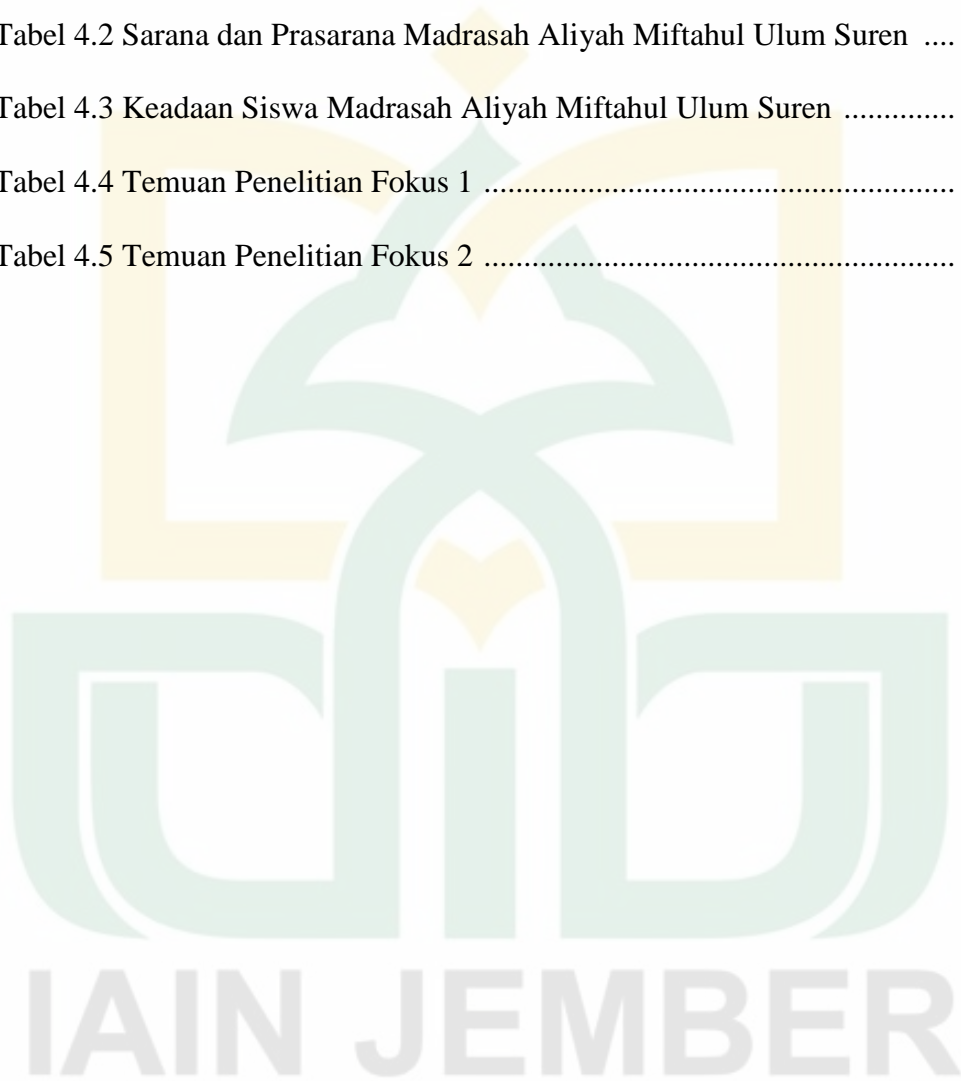 Tabel 4.2 Sarana dan Prasarana Madrasah Aliyah Miftahul Ulum Suren ....
Tabel 4.3 Keadaan Siswa Madrasah Aliyah Miftahul Ulum Suren ..............
Tabel 4.4 Temuan Penelitian Fokus 1 ............................................................
Tabel 4.5 Temuan Penelitian Fokus 2 ............................................................
IAIN JEMBER